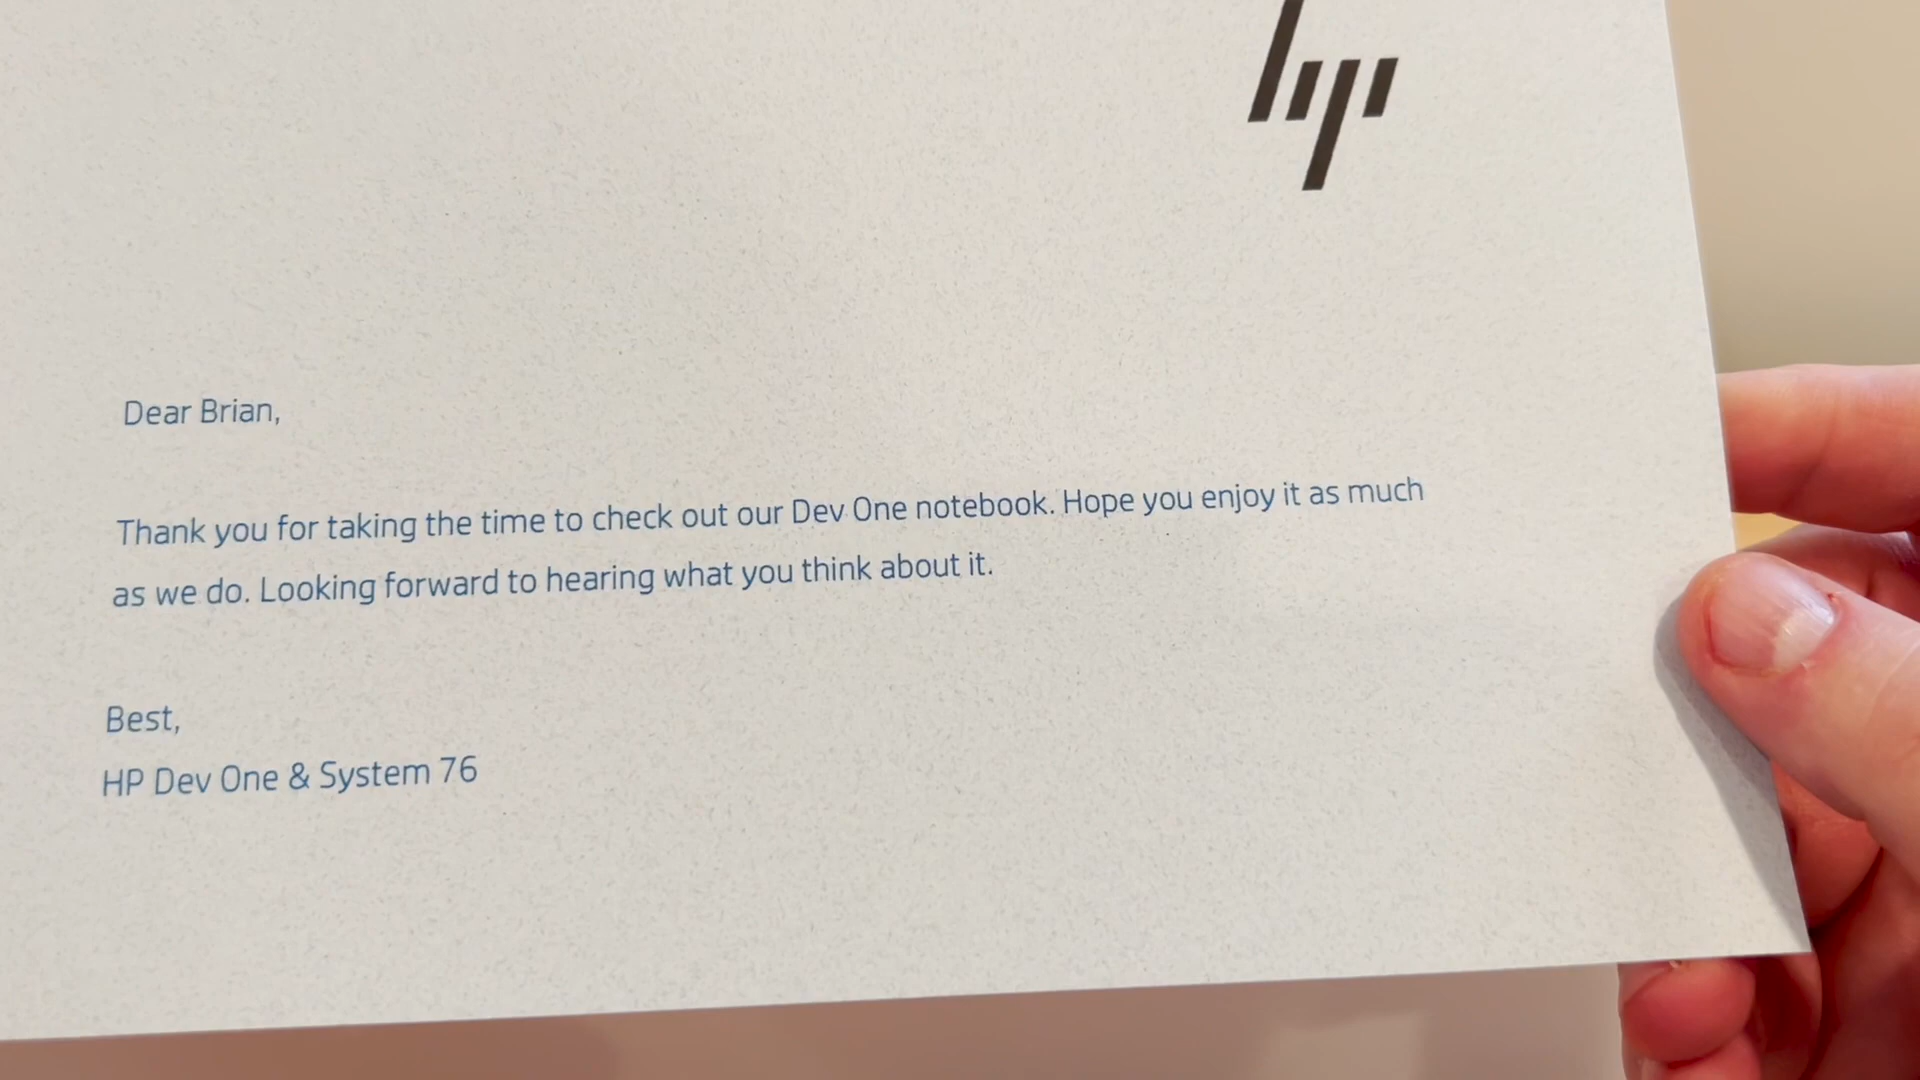 hp
Dear Brian,
Thank you for taking the time to check out our Dev One notebook. Hope you enjoy it as much
as we do. Looking forward to hearing what you think about it.
Best,
HP Dev One & System 76